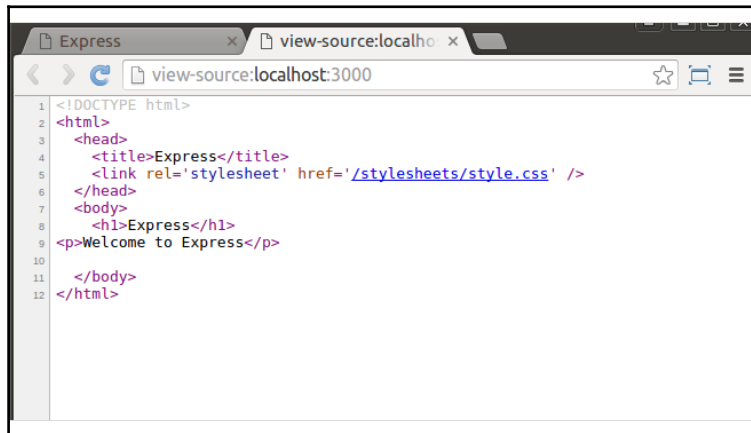 Express × view-source:localho ×
view-source:localhost:3000
1 <!DOCTYPE html>
2 <html>
3   <head>
4     <title>Express</title>
5     <link rel='stylesheet' href='/stylesheets/style.css' />
6   </head>
7   <body>
8     <h1>Express</h1>
9 <p>Welcome to Express</p>
10
11   </body>
12 </html>